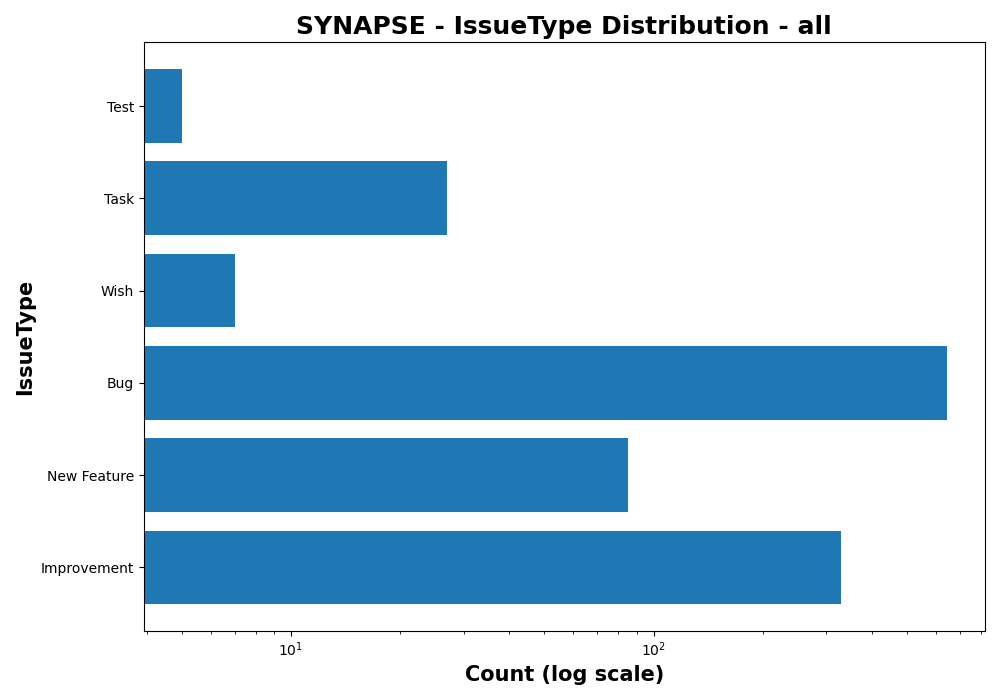 SYNAPSE - IssueType Distribution - all
IssueType
Test
Task
Wish
Bug
New Feature
Improvement
10¹
10²
Count (log scale)